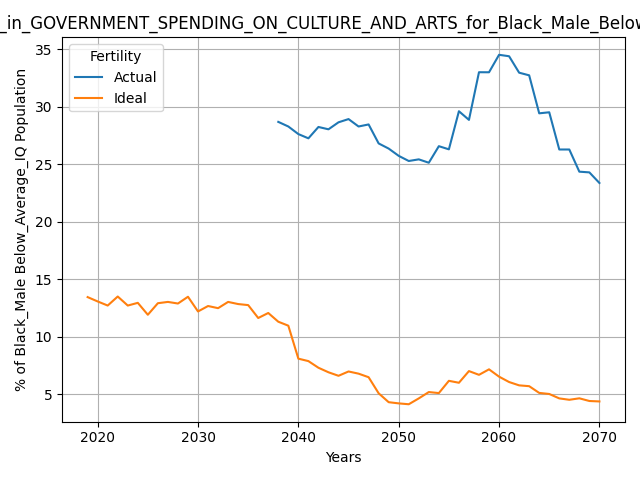 _in_GOVERNMENT_SPENDING_ON_CULTURE_AND_ARTS_for_Black_Male_Below
Fertility
Actual
Ideal
% of Black_Male Below_Average_IQ Population
35
30
25
20
15
10
5
2020 2030 2040 2050 2060 2070
Years